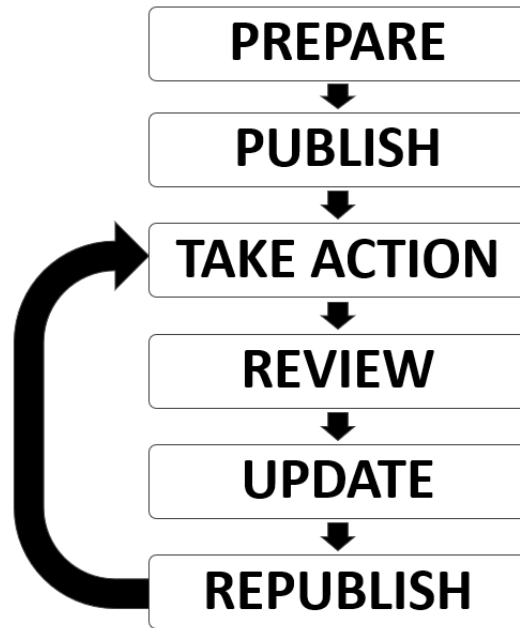 PREPARE
PUBLISH
TAKE ACTION
REVIEW
UPDATE
REPUBLISH